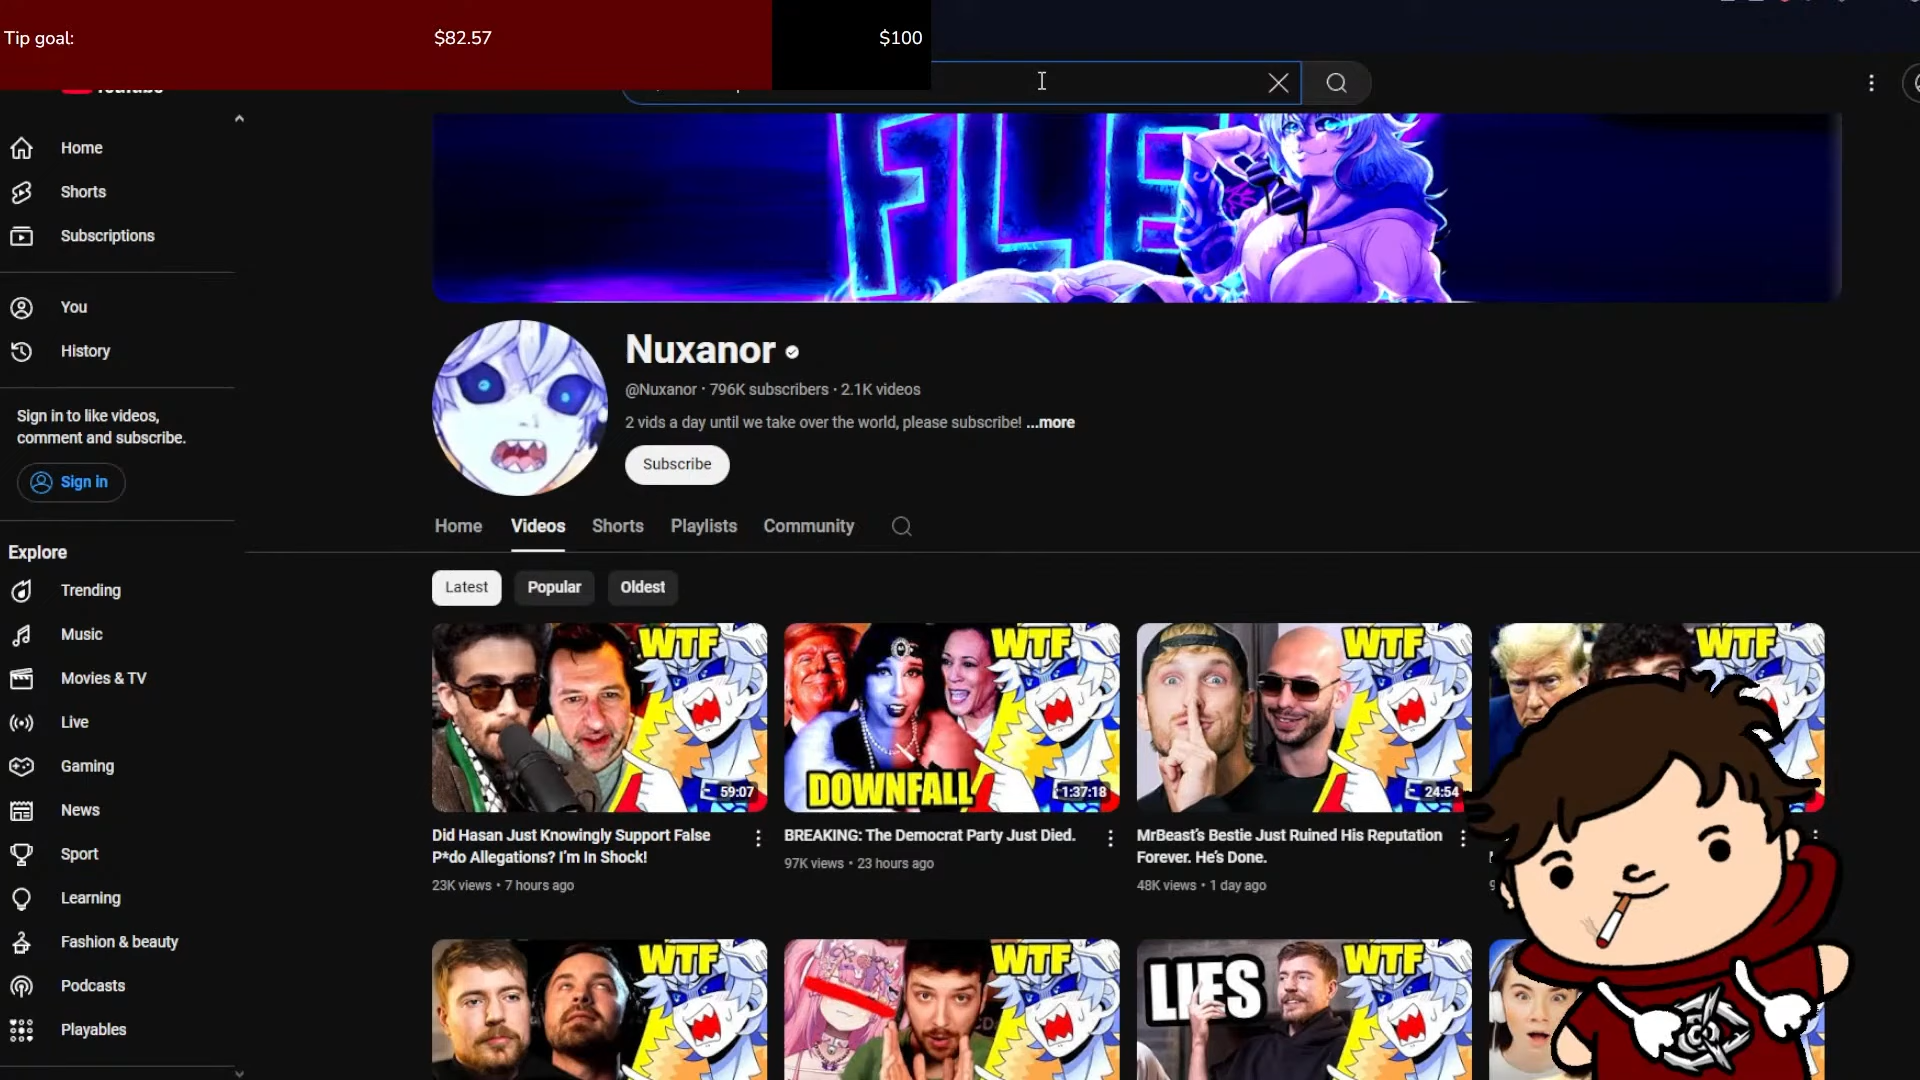 Tip goal:
$82.57
$100
YouTube
Home
Shorts
Subscriptions
You
History
Sign in to like videos,
comment and subscribe.
Sign in
Explore
Trending
Music
Movies & TV
Live
Gaming
News
Sport
Learning
Fashion & beauty
Podcasts
Playables
FLE
Nuxanor
@Nuxanor · 796K subscribers · 2.1K videos
2 vids a day until we take over the world, please subscribe! ...more
Subscribe
Home
Videos
Shorts
Playlists
Community
Latest
Popular
Oldest
WTF
59:07
WTF
DOWNFALL
1:37:18
WTF
24:54
WTF
Did Hasan Just Knowingly Support False
P*do Allegations? I'm In Shock!
23K views • 7 hours ago
BREAKING: The Democrat Party Just Died.
97K views • 23 hours ago
MrBeast's Bestie Just Ruined His Reputation
Forever. He's Done.
48K views • 1 day ago
WTF
WTF
LIES
WTF